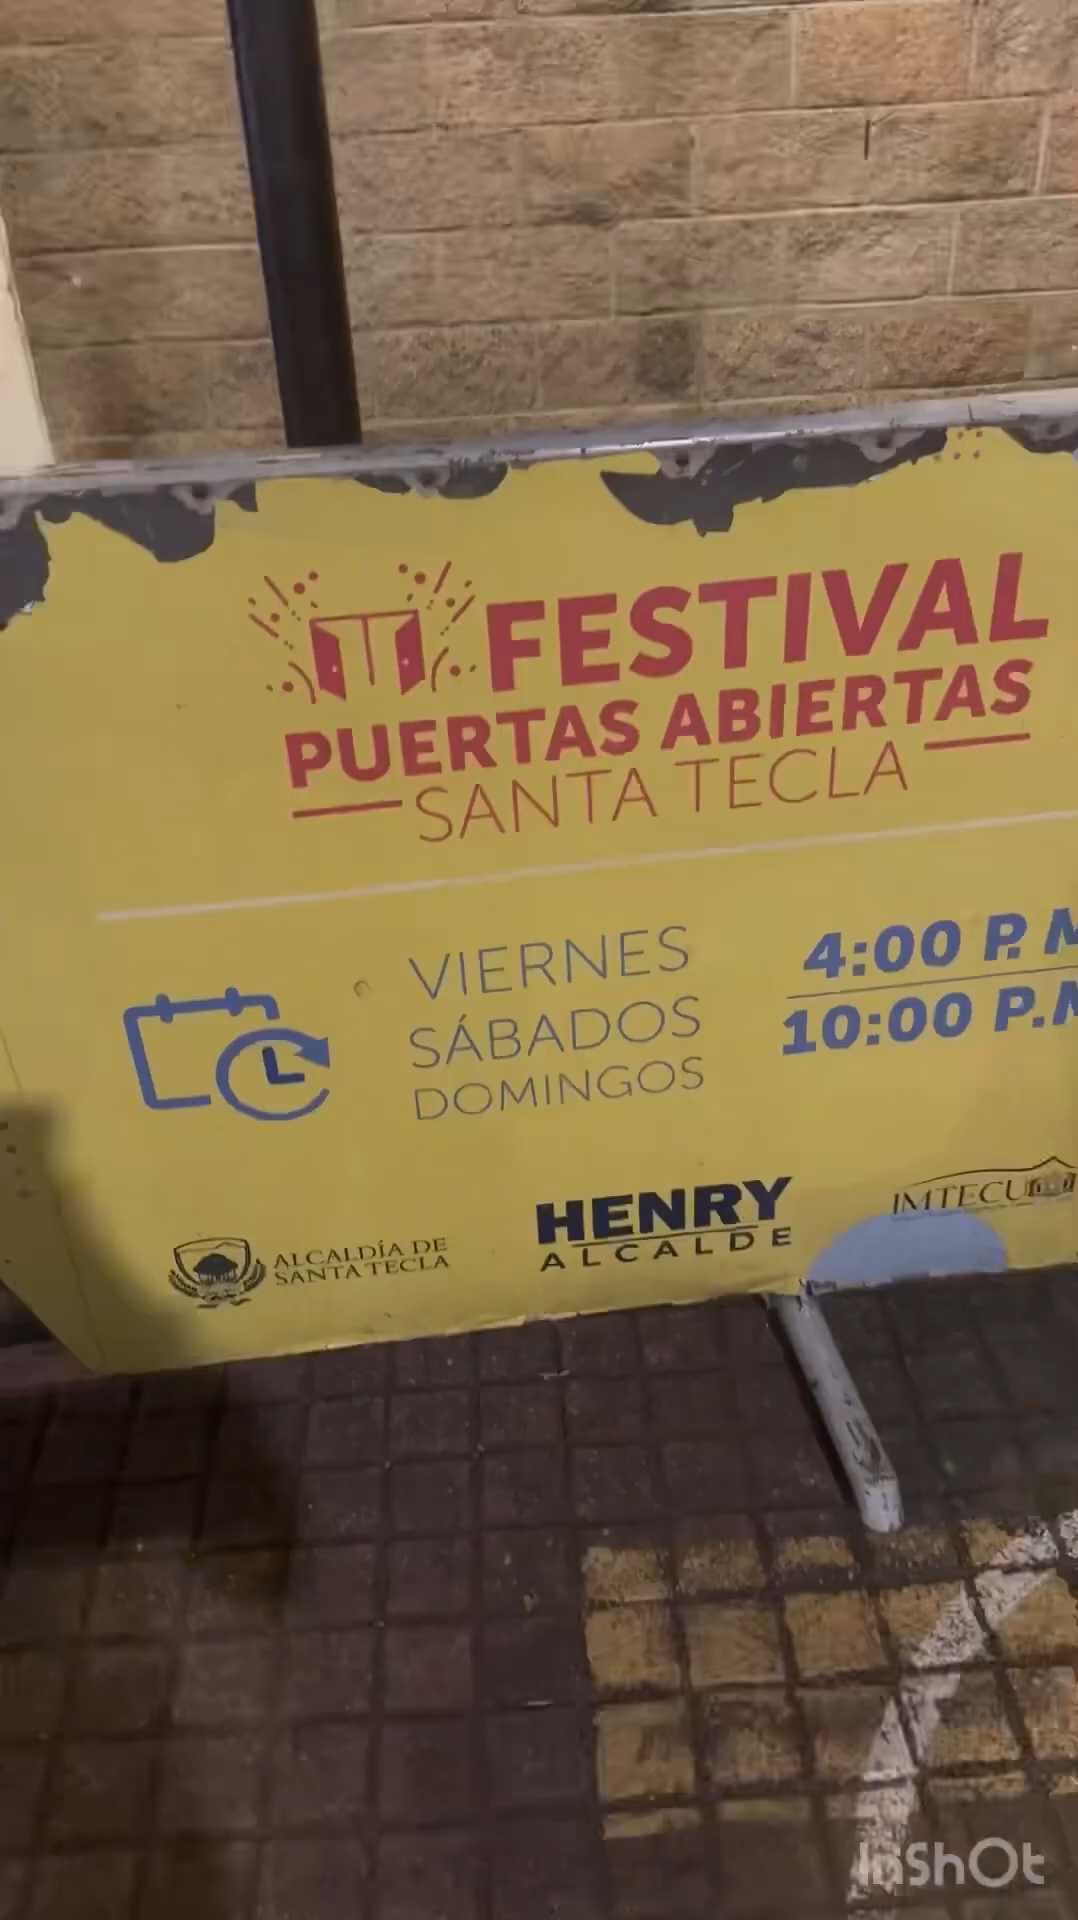 FESTIVAL
PUERTAS ABIERTAS
SANTA TECLA
VIERNES
SÁBADOS
DOMINGOS
4:00 P. M
10:00 P.M
ALCALDÍA DE
SANTA TECLA
HENRY
ALCALDE
IMTECU
InShOt